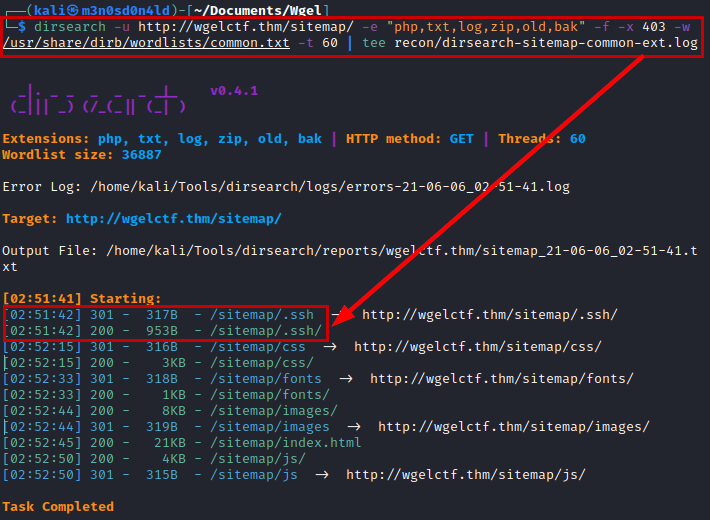 ┌──(kali㉿m3n0sd0n4ld)-[~/Documents/Wgel]
└─$ dirsearch -u http://wgelctf.thm/sitemap/ -e "php,txt,log,zip,old,bak" -f -x 403 -w
/usr/share/dirb/wordlists/common.txt -t 60 | tee recon/dirsearch-sitemap-common-ext.log
  _|. _ _  _  _  _ _|_    v0.4.1
 (_||| _) (/_(_|| (_| )
Extensions: php, txt, log, zip, old, bak | HTTP method: GET | Threads: 60
Wordlist size: 36887
Error Log: /home/kali/Tools/dirsearch/logs/errors-21-06-06_02-51-41.log
Target: http://wgelctf.thm/sitemap/
Output File: /home/kali/Tools/dirsearch/reports/wgelctf.thm/sitemap_21-06-06_02-51-41.t
xt
[02:51:41] Starting:
[02:51:42] 301 -  317B  - /sitemap/.ssh  →  http://wgelctf.thm/sitemap/.ssh/
[02:51:42] 200 -  953B  - /sitemap/.ssh/
[02:52:15] 301 -  316B  - /sitemap/css  →  http://wgelctf.thm/sitemap/css/
[02:52:15] 200 -    3KB - /sitemap/css/
[02:52:33] 301 -  318B  - /sitemap/fonts  →  http://wgelctf.thm/sitemap/fonts/
[02:52:33] 200 -    1KB - /sitemap/fonts/
[02:52:44] 200 -    8KB - /sitemap/images/
[02:52:44] 301 -  319B  - /sitemap/images  →  http://wgelctf.thm/sitemap/images/
[02:52:45] 200 -   21KB - /sitemap/index.html
[02:52:50] 200 -    4KB - /sitemap/js/
[02:52:50] 301 -  315B  - /sitemap/js  →  http://wgelctf.thm/sitemap/js/
Task Completed